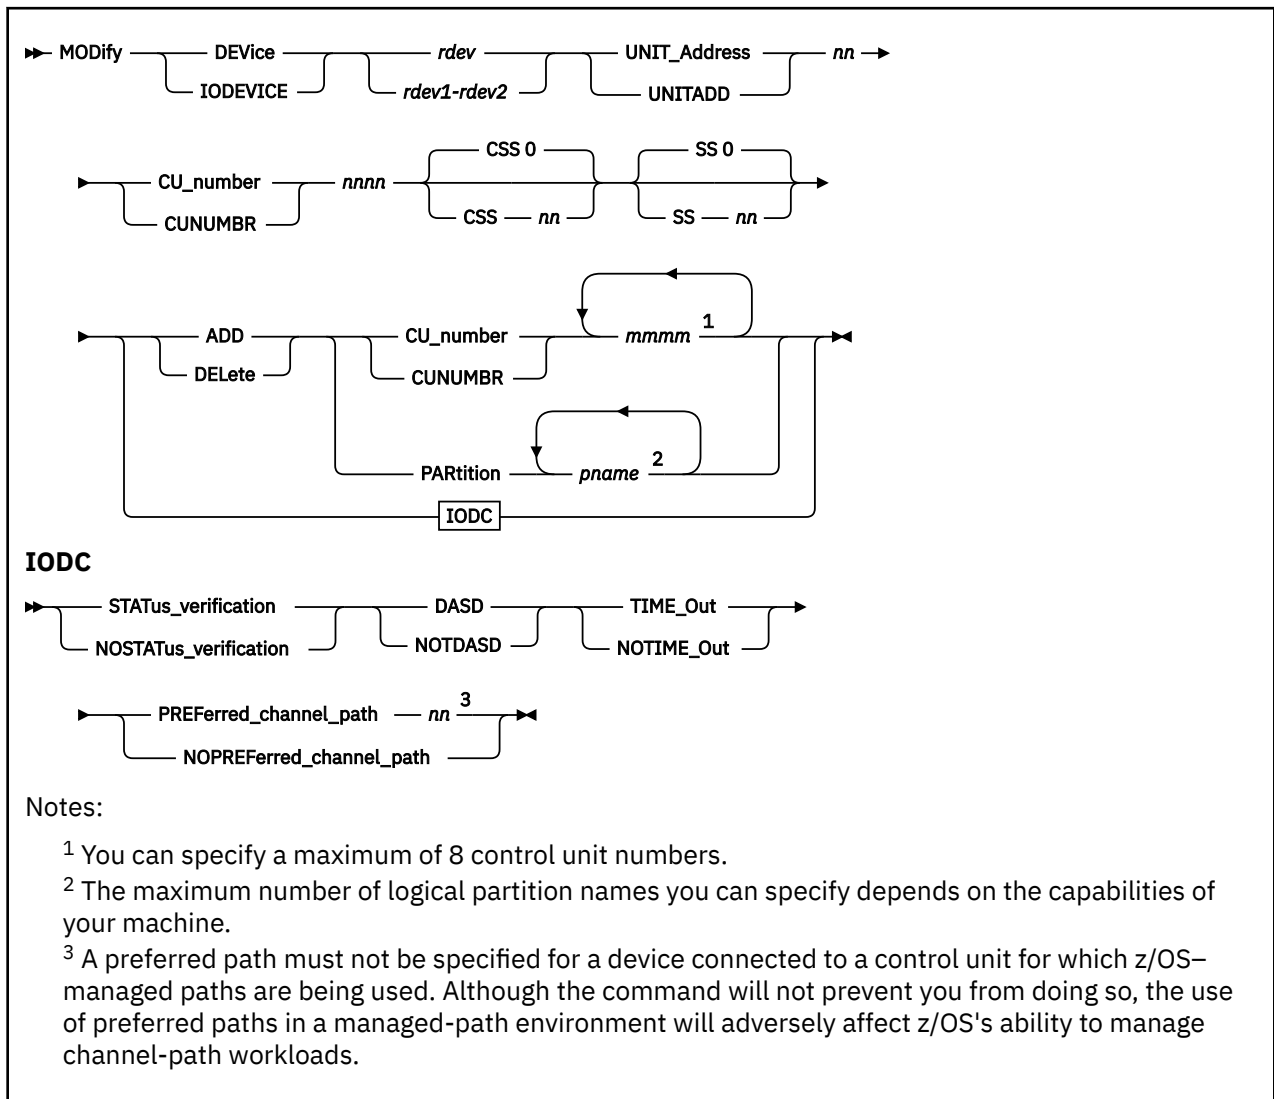 MODify DEVice rdev UNIT_Address nn
IODEVICE rdev1-rdev2 UNITADD
CSS 0 SS 0
CU_number nnnn
CUNUMBR CSS nn SS nn
ADD CU_number mmmm 1
DELete CUNUMBR
PARtition pname 2
IODC
IODC
STATus_verification DASD TIME_Out
NOSTATus_verification NOTDASD NOTIME_Out
PREFerred_channel_path nn 3
NOPREFerred_channel_path
Notes:
1 You can specify a maximum of 8 control unit numbers.
2 The maximum number of logical partition names you can specify depends on the capabilities of
your machine.
3 A preferred path must not be specified for a device connected to a control unit for which z/OS–
managed paths are being used. Although the command will not prevent you from doing so, the use
of preferred paths in a managed-path environment will adversely affect z/OS's ability to manage
channel-path workloads.